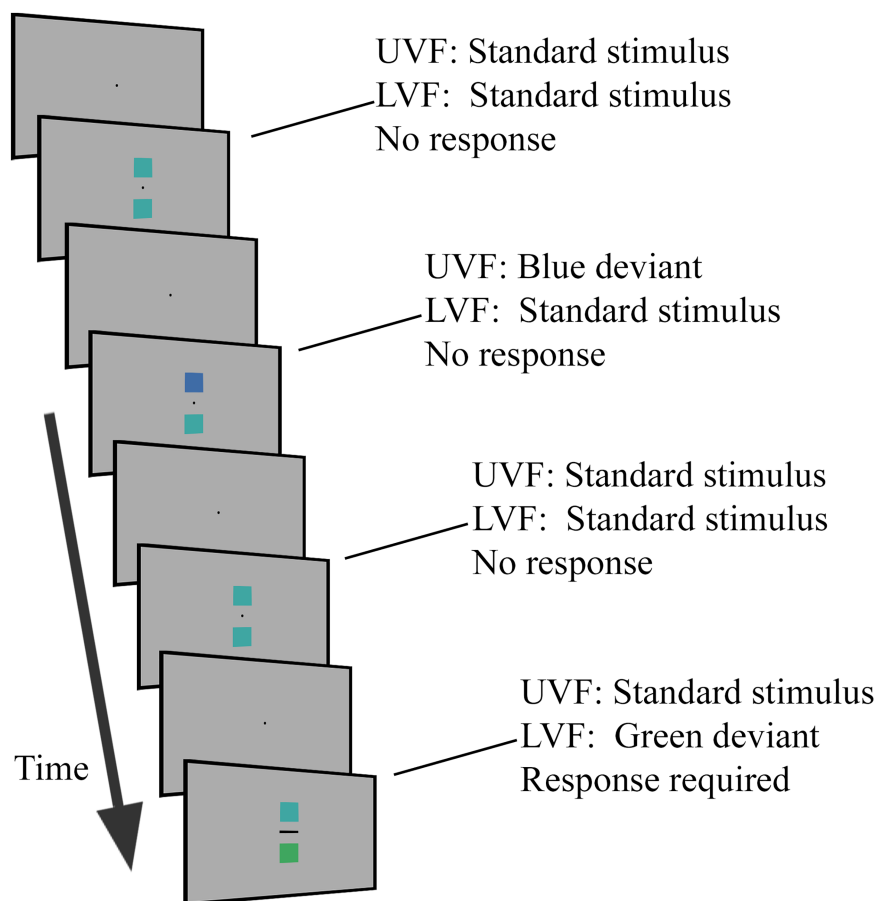 UVF: Standard stimulus
LVF: Standard stimulus
No response
UVF: Blue deviant
LVF: Standard stimulus
No response
UVF: Standard stimulus
LVF: Standard stimulus
No response
UVF: Standard stimulus
LVF: Green deviant
Response required
Time